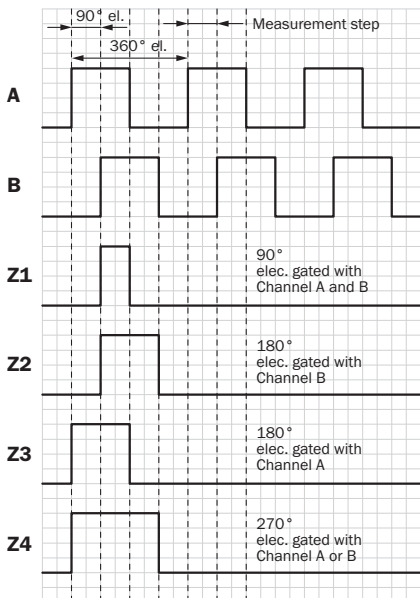 90° el.
Measurement step
360° el.
A
B
Z1
90°
elec. gated with
Channel A and B
Z2
180°
elec. gated with
Channel B
Z3
180°
elec. gated with
Channel A
Z4
270°
elec. gated with
Channel A or B